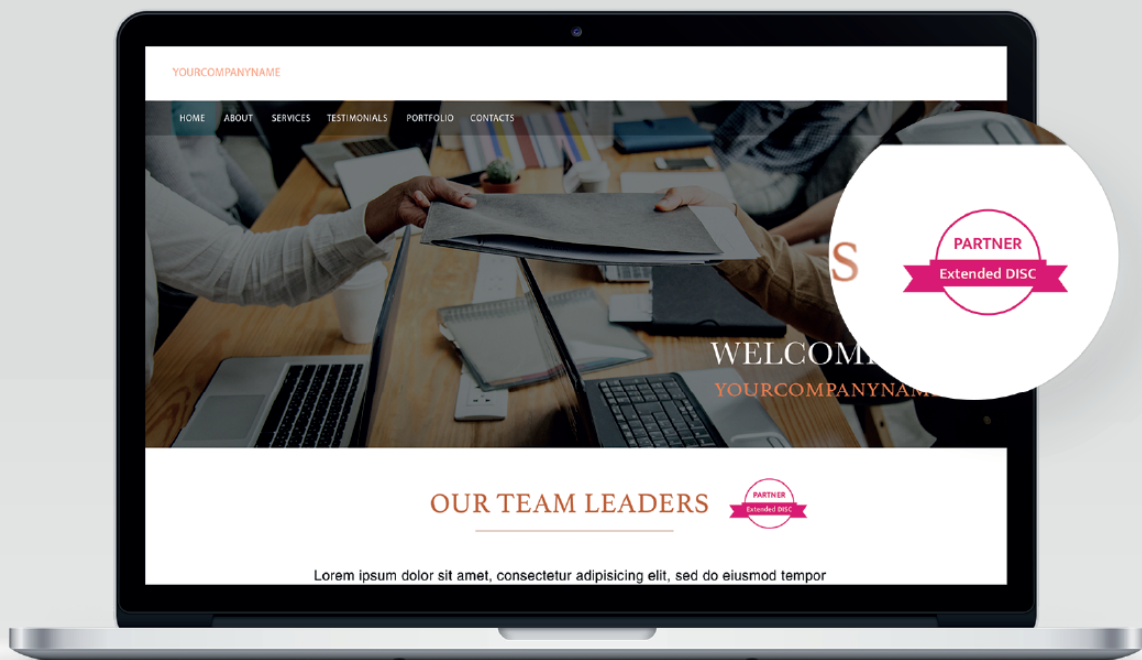 YOURCOMPANYNAME
HOME ABOUT SERVICES TESTIMONIALS PORTFOLIO CONTACTS
S
PARTNER
Extended DISC
WELCOM
YOURCOMPANYNAM
OUR TEAM LEADERS
PARTNER
Extended DISC
Lorem ipsum dolor sit amet, consectetur adipisicing elit, sed do eiusmod tempor